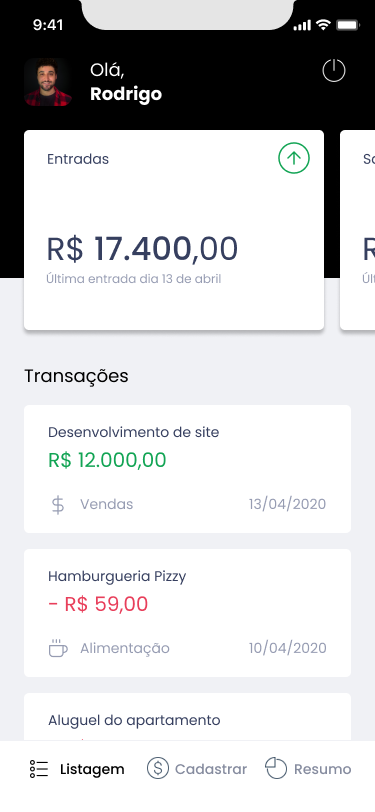 9:41
Olá,
Rodrigo
Entradas
R$ 17.400,00
Última entrada dia 13 de abril
Transações
Desenvolvimento de site
R$ 12.000,00
Vendas 13/04/2020
Hamburgueria Pizzy
- R$ 59,00
Alimentação 10/04/2020
Aluguel do apartamento
Listagem Cadastrar Resumo